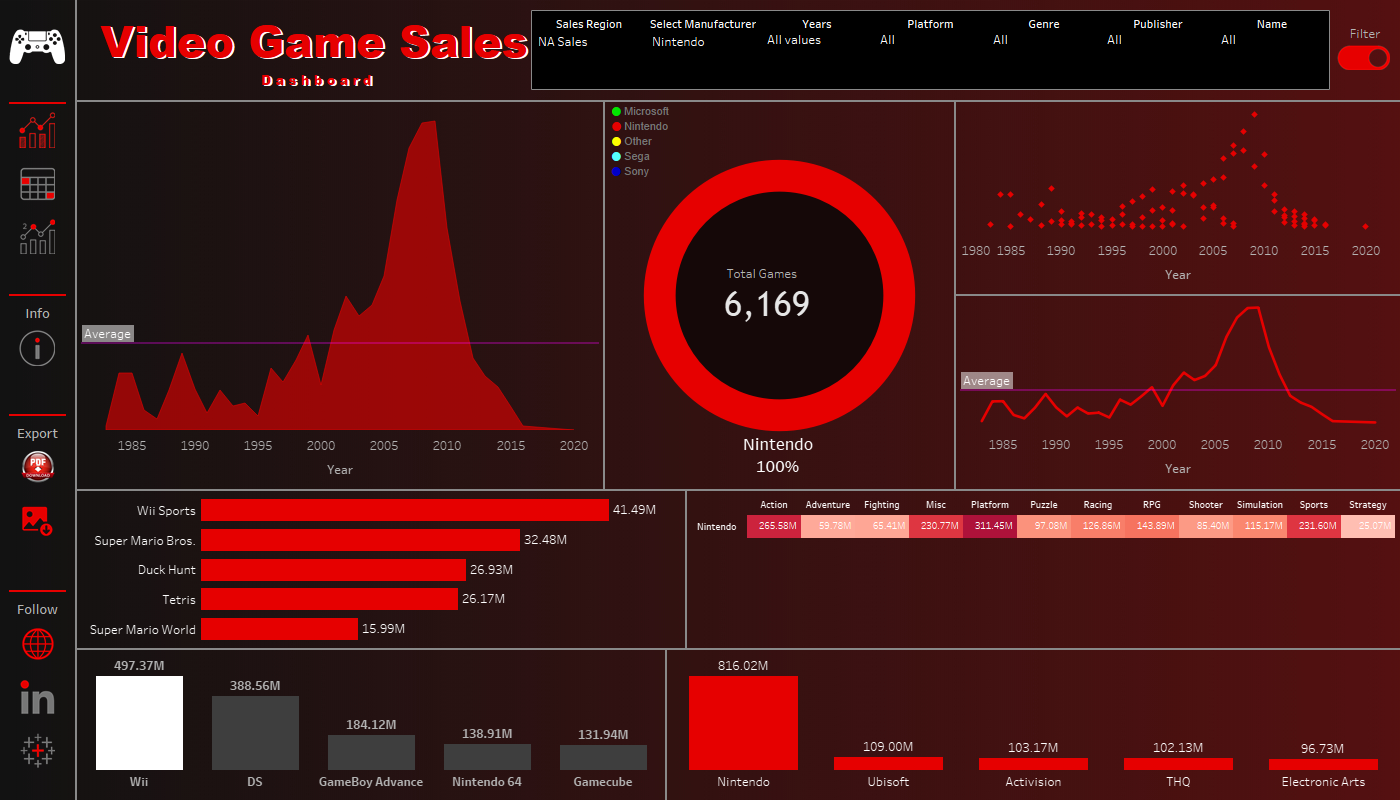 Video Game Sales
Dashboard
Sales Region
NA Sales
Select Manufacturer
Nintendo
Years
All values
Platform
All
Genre
All
Publisher
All
Name
All
Filter
2
Info
i
Export
PDF
DOWNLOAD
Follow
in
Average
1985 1990 1995 2000 2005 2010 2015 2020
Year
Microsoft
Nintendo
Other
Sega
Sony
Total Games
6,169
Nintendo
100%
1980 1985 1990 1995 2000 2005 2010 2020
Year
Average
1985 1990 1995 2000 2005 2010 2015 2020
Year
Wii Sports 41.49M
Super Mario Bros. 32.48M
Duck Hunt 26.93M
Tetris 26.17M
Super Mario World 15.99M
Action Adventure Fighting Misc Platform Puzzle Racing RPG Shooter Simulation Sports Strategy
Nintendo 265.58M 59.78M 65.41M 230.77M 311.45M 97.08M 126.86M 143.89M 85.40M 115.17M 231.60M 25.07M
497.37M 388.56M 184.12M 138.91M 131.94M
Wii DS GameBoy Advance Nintendo 64 Gamecube
816.02M 109.00M 103.17M 102.13M 96.73M
Nintendo Ubisoft Activision THQ Electronic Arts